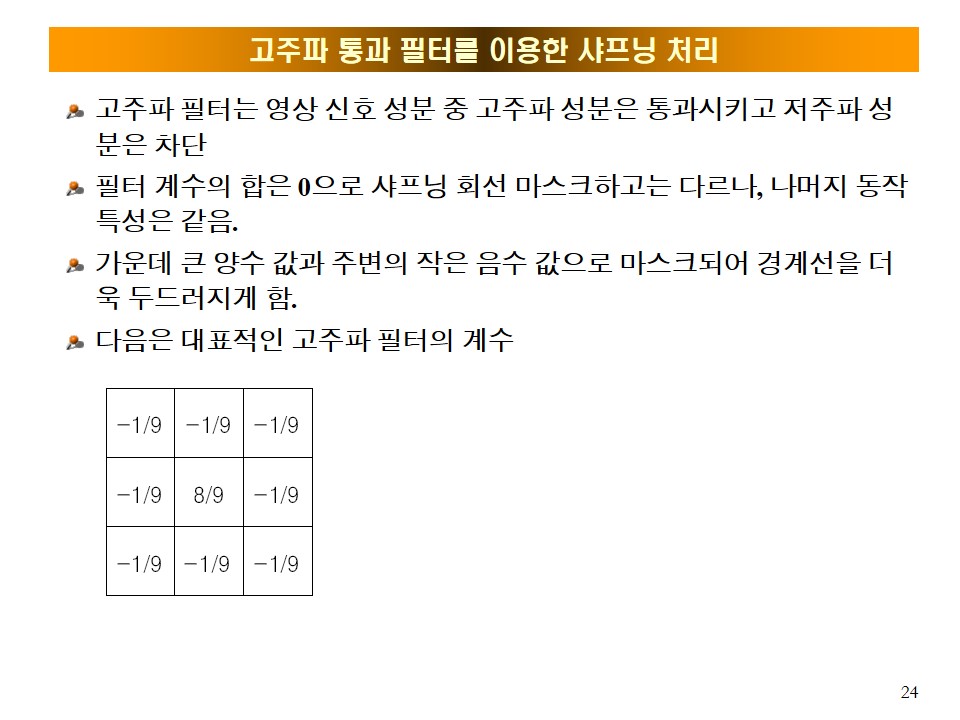 고주파 통과 필터를 이용한 샤프닝 처리
고주파 필터는 영상 신호 성분 중 고주파 성분은 통과시키고 저주파 성
분은 차단
필터 계수의 합은 0으로 샤프닝 회선 마스크하고는 다르나, 나머지 동작
특성은 같음.
가운데 큰 양수 값과 주변의 작은 음수 값으로 마스크되어 경계선을 더
욱 두드러지게 함.
다음은 대표적인 고주파 필터의 계수
-1/9 -1/9 -1/9
-1/9 8/9 -1/9
-1/9 -1/9 -1/9
24